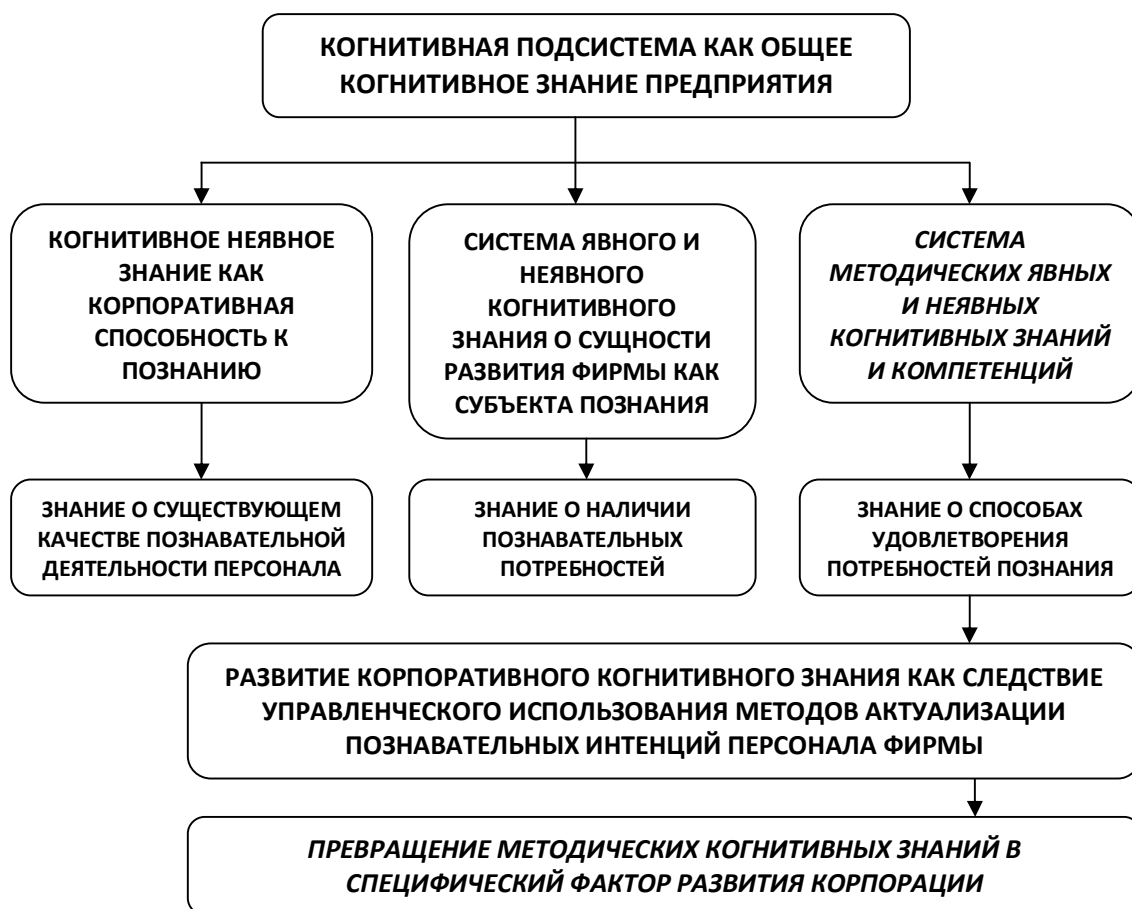 КОГНИТИВНАЯ ПОДСИСТЕМА КАК ОБЩЕЕ
КОГНИТИВНОЕ ЗНАНИЕ ПРЕДПРИЯТИЯ
КОГНИТИВНОЕ НЕЯВНОЕ
ЗНАНИЕ КАК
КОРПОРАТИВНАЯ
СПОСОБНОСТЬ К
ПОЗНАНИЮ
СИСТЕМА ЯВНОГО И
НЕЯВНОГО
КОГНИТИВНОГО
ЗНАНИЯ О СУЩНОСТИ
РАЗВИТИЯ ФИРМЫ КАК
СУБЪЕКТА ПОЗНАНИЯ
СИСТЕМА
МЕТОДИЧЕСКИХ ЯВНЫХ
И НЕЯВНЫХ
КОГНИТИВНЫХ ЗНАНИЙ
И КОМПЕТЕНЦИЙ
ЗНАНИЕ О СУЩЕСТВУЮЩЕМ
КАЧЕСТВЕ ПОЗНАВАТЕЛЬНОЙ
ДЕЯТЕЛЬНОСТИ ПЕРСОНАЛА
ЗНАНИЕ О НАЛИЧИИ
ПОЗНАВАТЕЛЬНЫХ
ПОТРЕБНОСТЕЙ
ЗНАНИЕ О СПОСОБАХ
УДОВЛЕТВОРЕНИЯ
ПОТРЕБНОСТЕЙ ПОЗНАНИЯ
РАЗВИТИЕ КОРПОРАТИВНОГО КОГНИТИВНОГО ЗНАНИЯ КАК СЛЕДСТВИЕ
УПРАВЛЕНЧЕСКОГО ИСПОЛЬЗОВАНИЯ МЕТОДОВ АКТУАЛИЗАЦИИ
ПОЗНАВАТЕЛЬНЫХ ИНТЕНЦИЙ ПЕРСОНАЛА ФИРМЫ
ПРЕВРАЩЕНИЕ МЕТОДИЧЕСКИХ КОГНИТИВНЫХ ЗНАНИЙ В
СПЕЦИФИЧЕСКИЙ ФАКТОР РАЗВИТИЯ КОРПОРАЦИИ